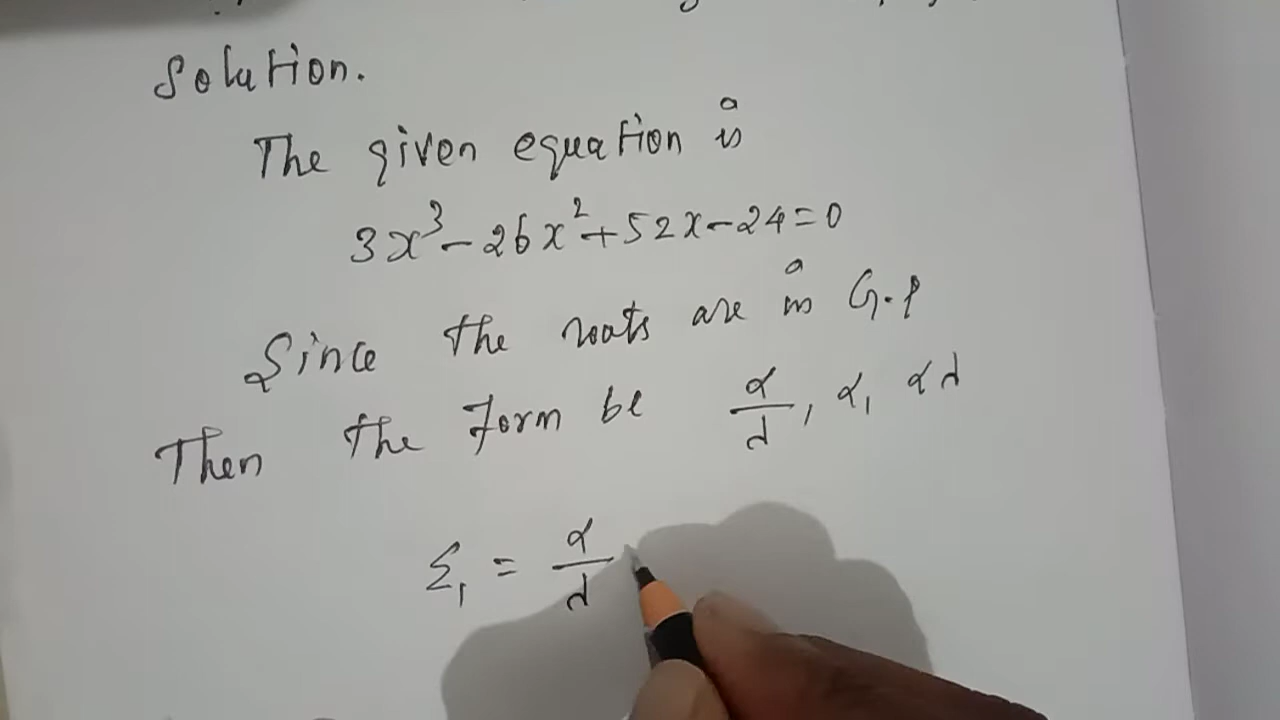 Solution.
The given equation is
3x³-26x²+52x-24=0
Since the roots are in G.P
Then the Form be α/λ, α, αλ
Σ₁ = α/λ